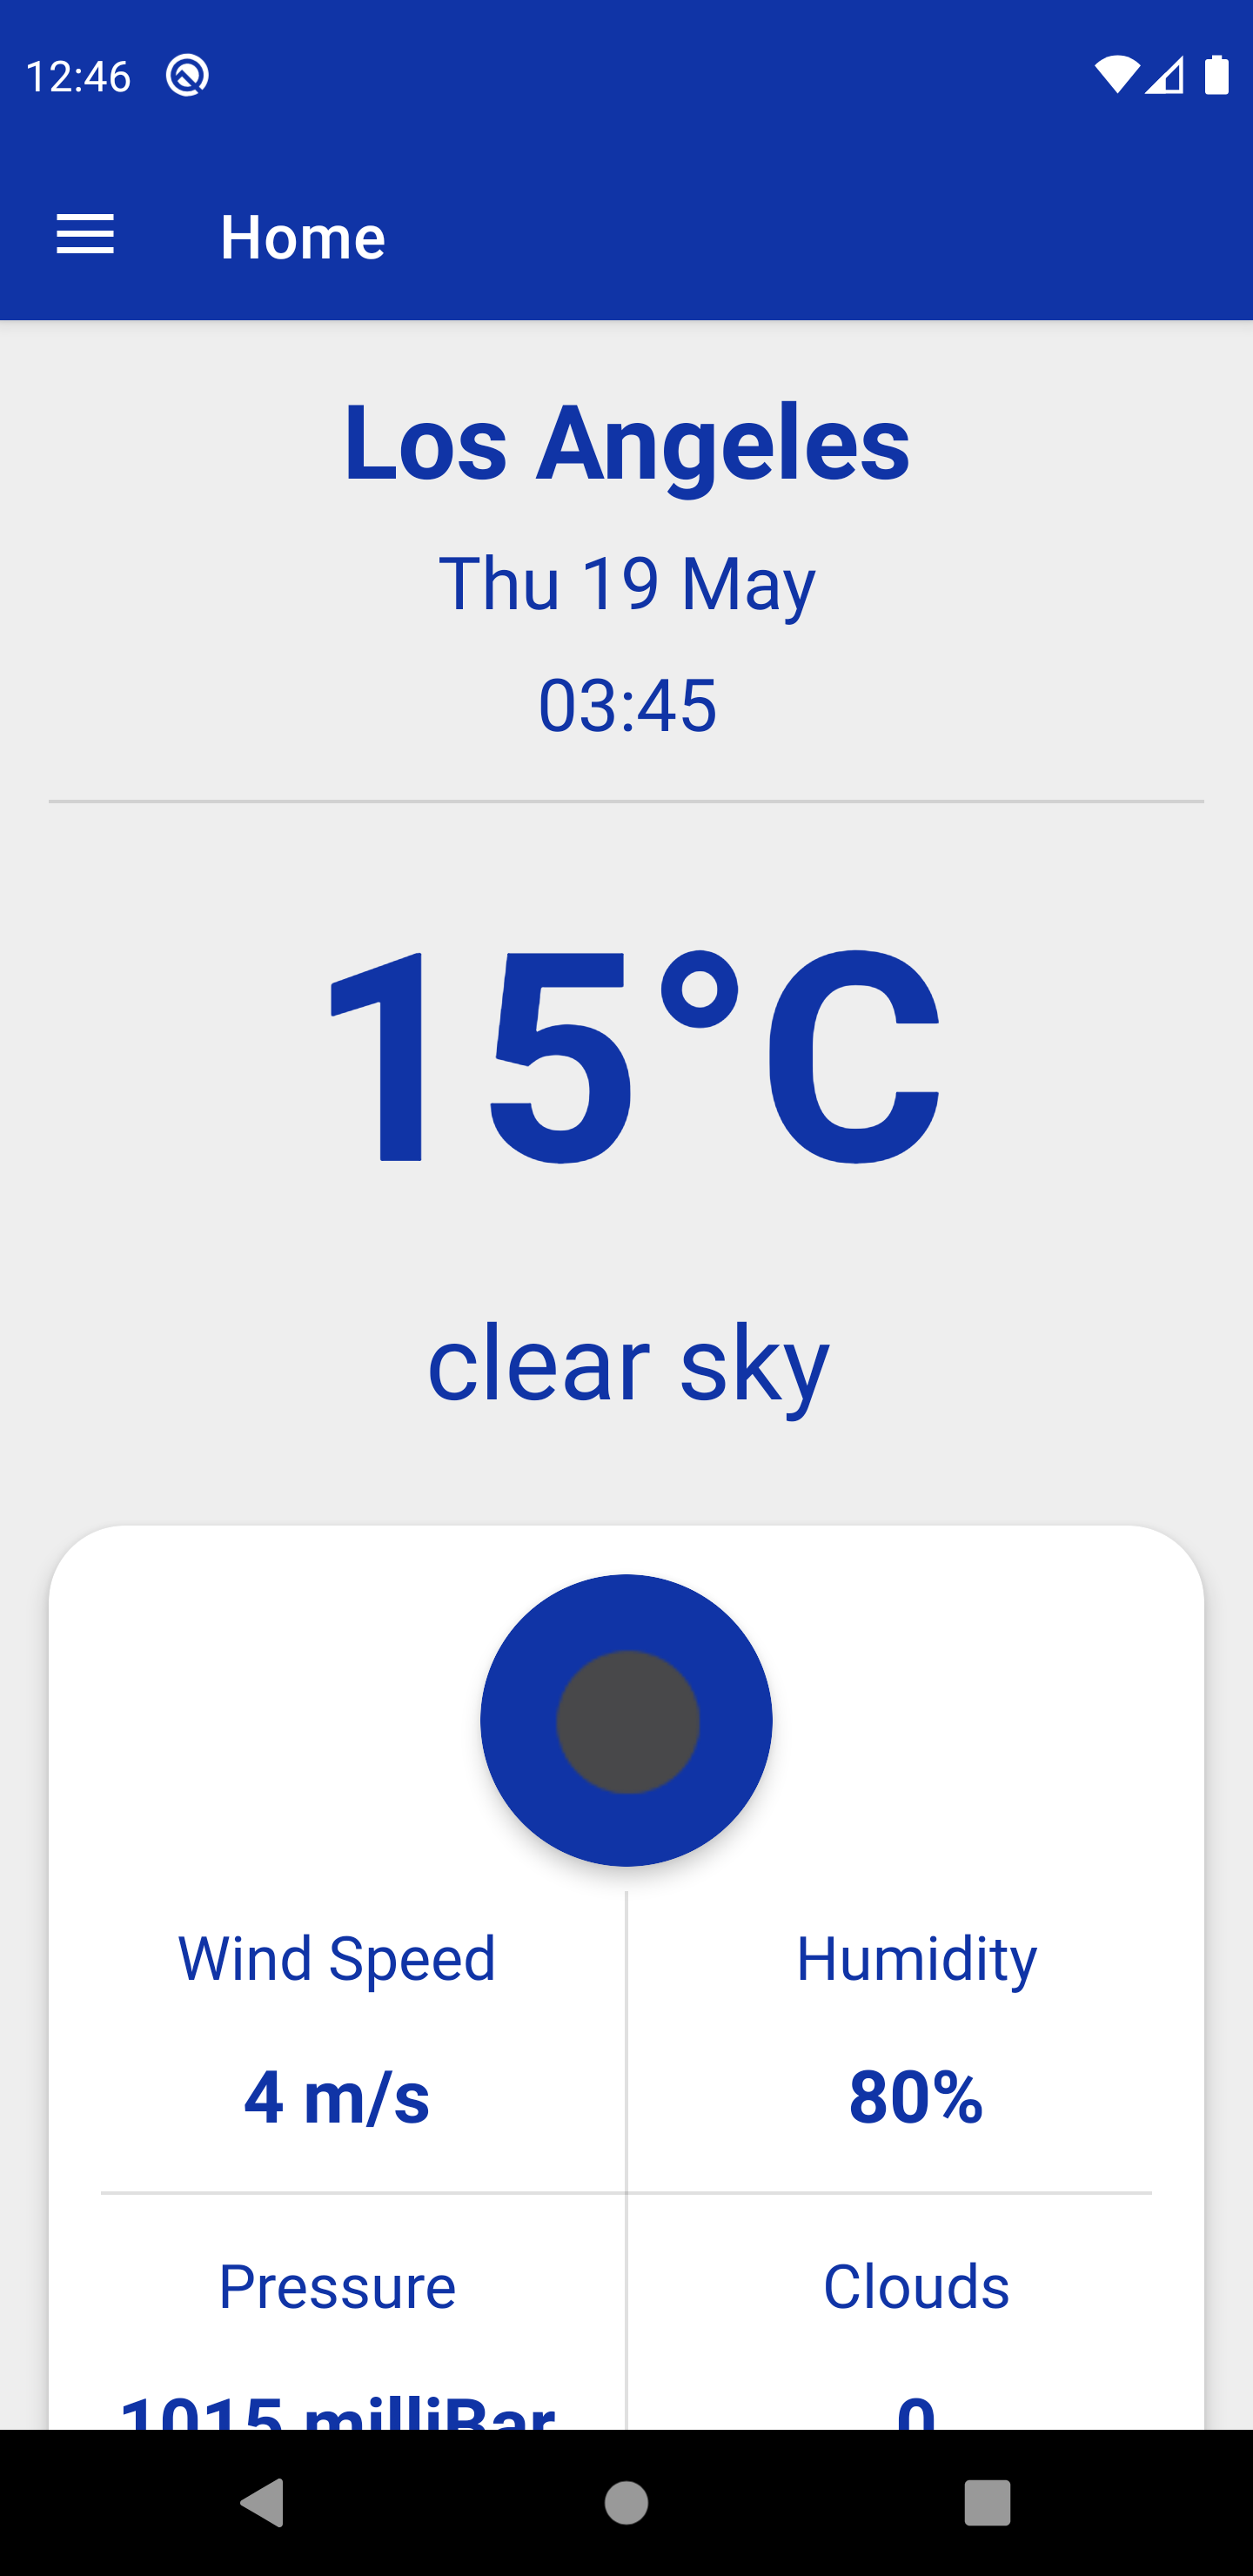 12:46
Home
Los Angeles
Thu 19 May
03:45
15°C
clear sky
Wind Speed
Humidity
4 m/s
80%
Pressure
Clouds
1015 milliBar
0